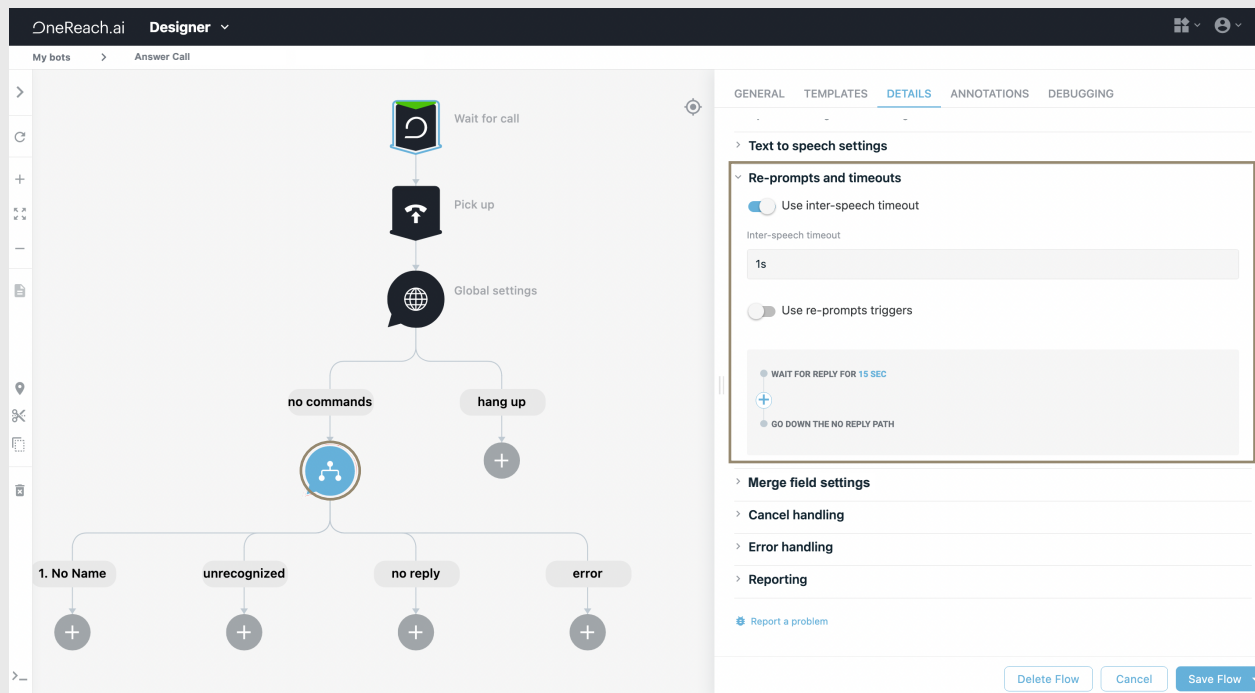 OneReach.ai Designer
My bots > Answer Call
Wait for call
Pick up
Global settings
no commands
hang up
1. No Name
unrecognized
no reply
error
GENERAL TEMPLATES DETAILS ANNOTATIONS DEBUGGING
Text to speech settings
Re-prompts and timeouts
Use inter-speech timeout
Inter-speech timeout
1s
Use re-prompts triggers
WAIT FOR REPLY FOR 15 SEC
GO DOWN THE NO REPLY PATH
Merge field settings
Cancel handling
Error handling
Reporting
Report a problem
Delete Flow Cancel Save Flow